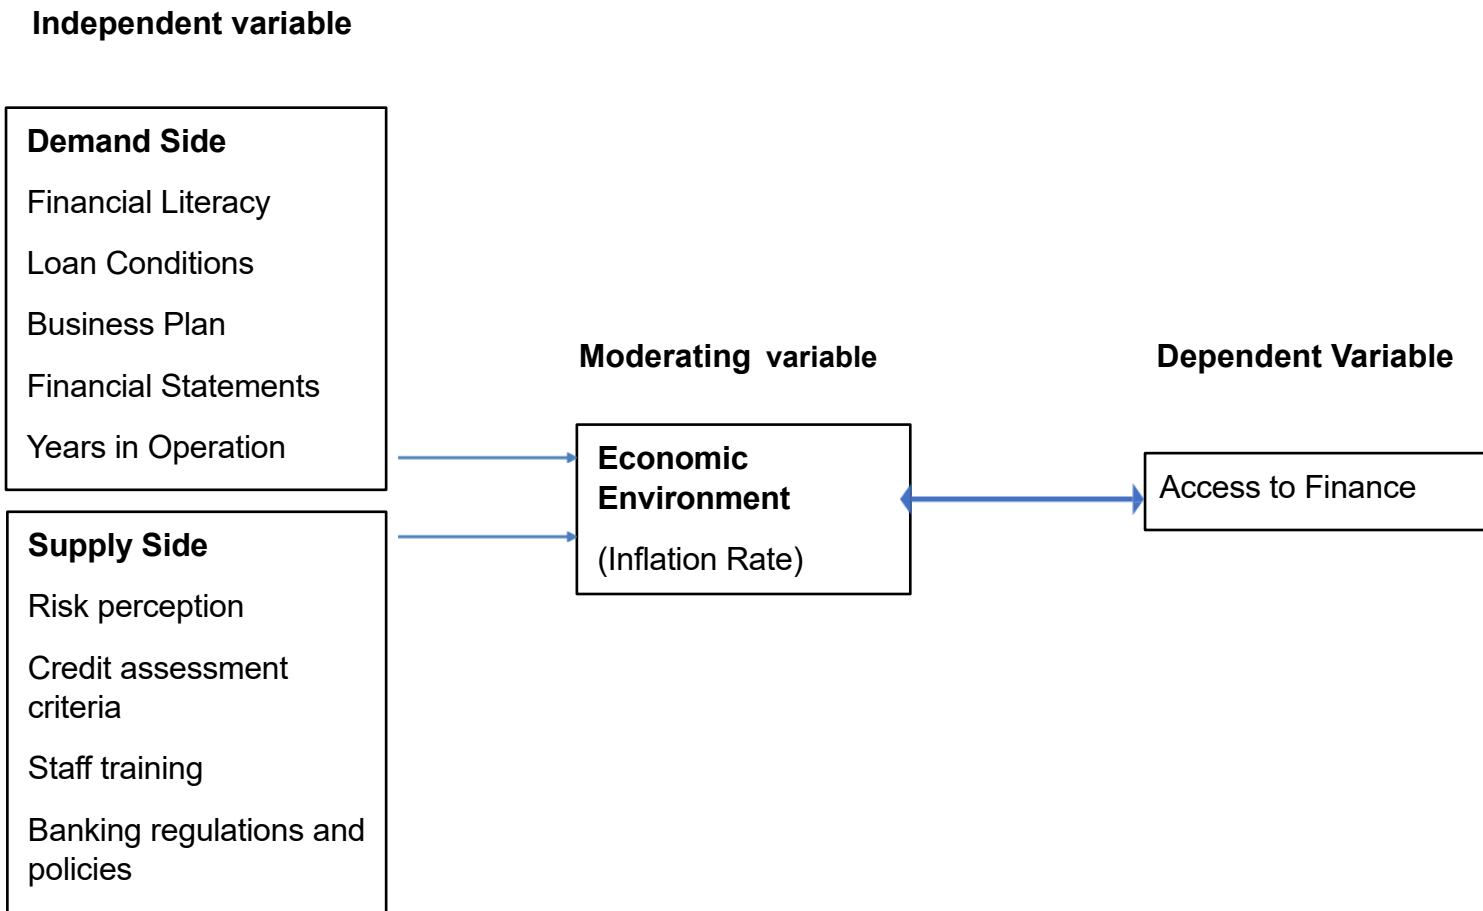 Independent variable
Demand Side
Financial Literacy
Loan Conditions
Business Plan
Financial Statements
Years in Operation
Supply Side
Risk perception
Credit assessment
criteria
Staff training
Banking regulations and
policies
Moderating variable
Economic
Environment
(Inflation Rate)
Dependent Variable
Access to Finance